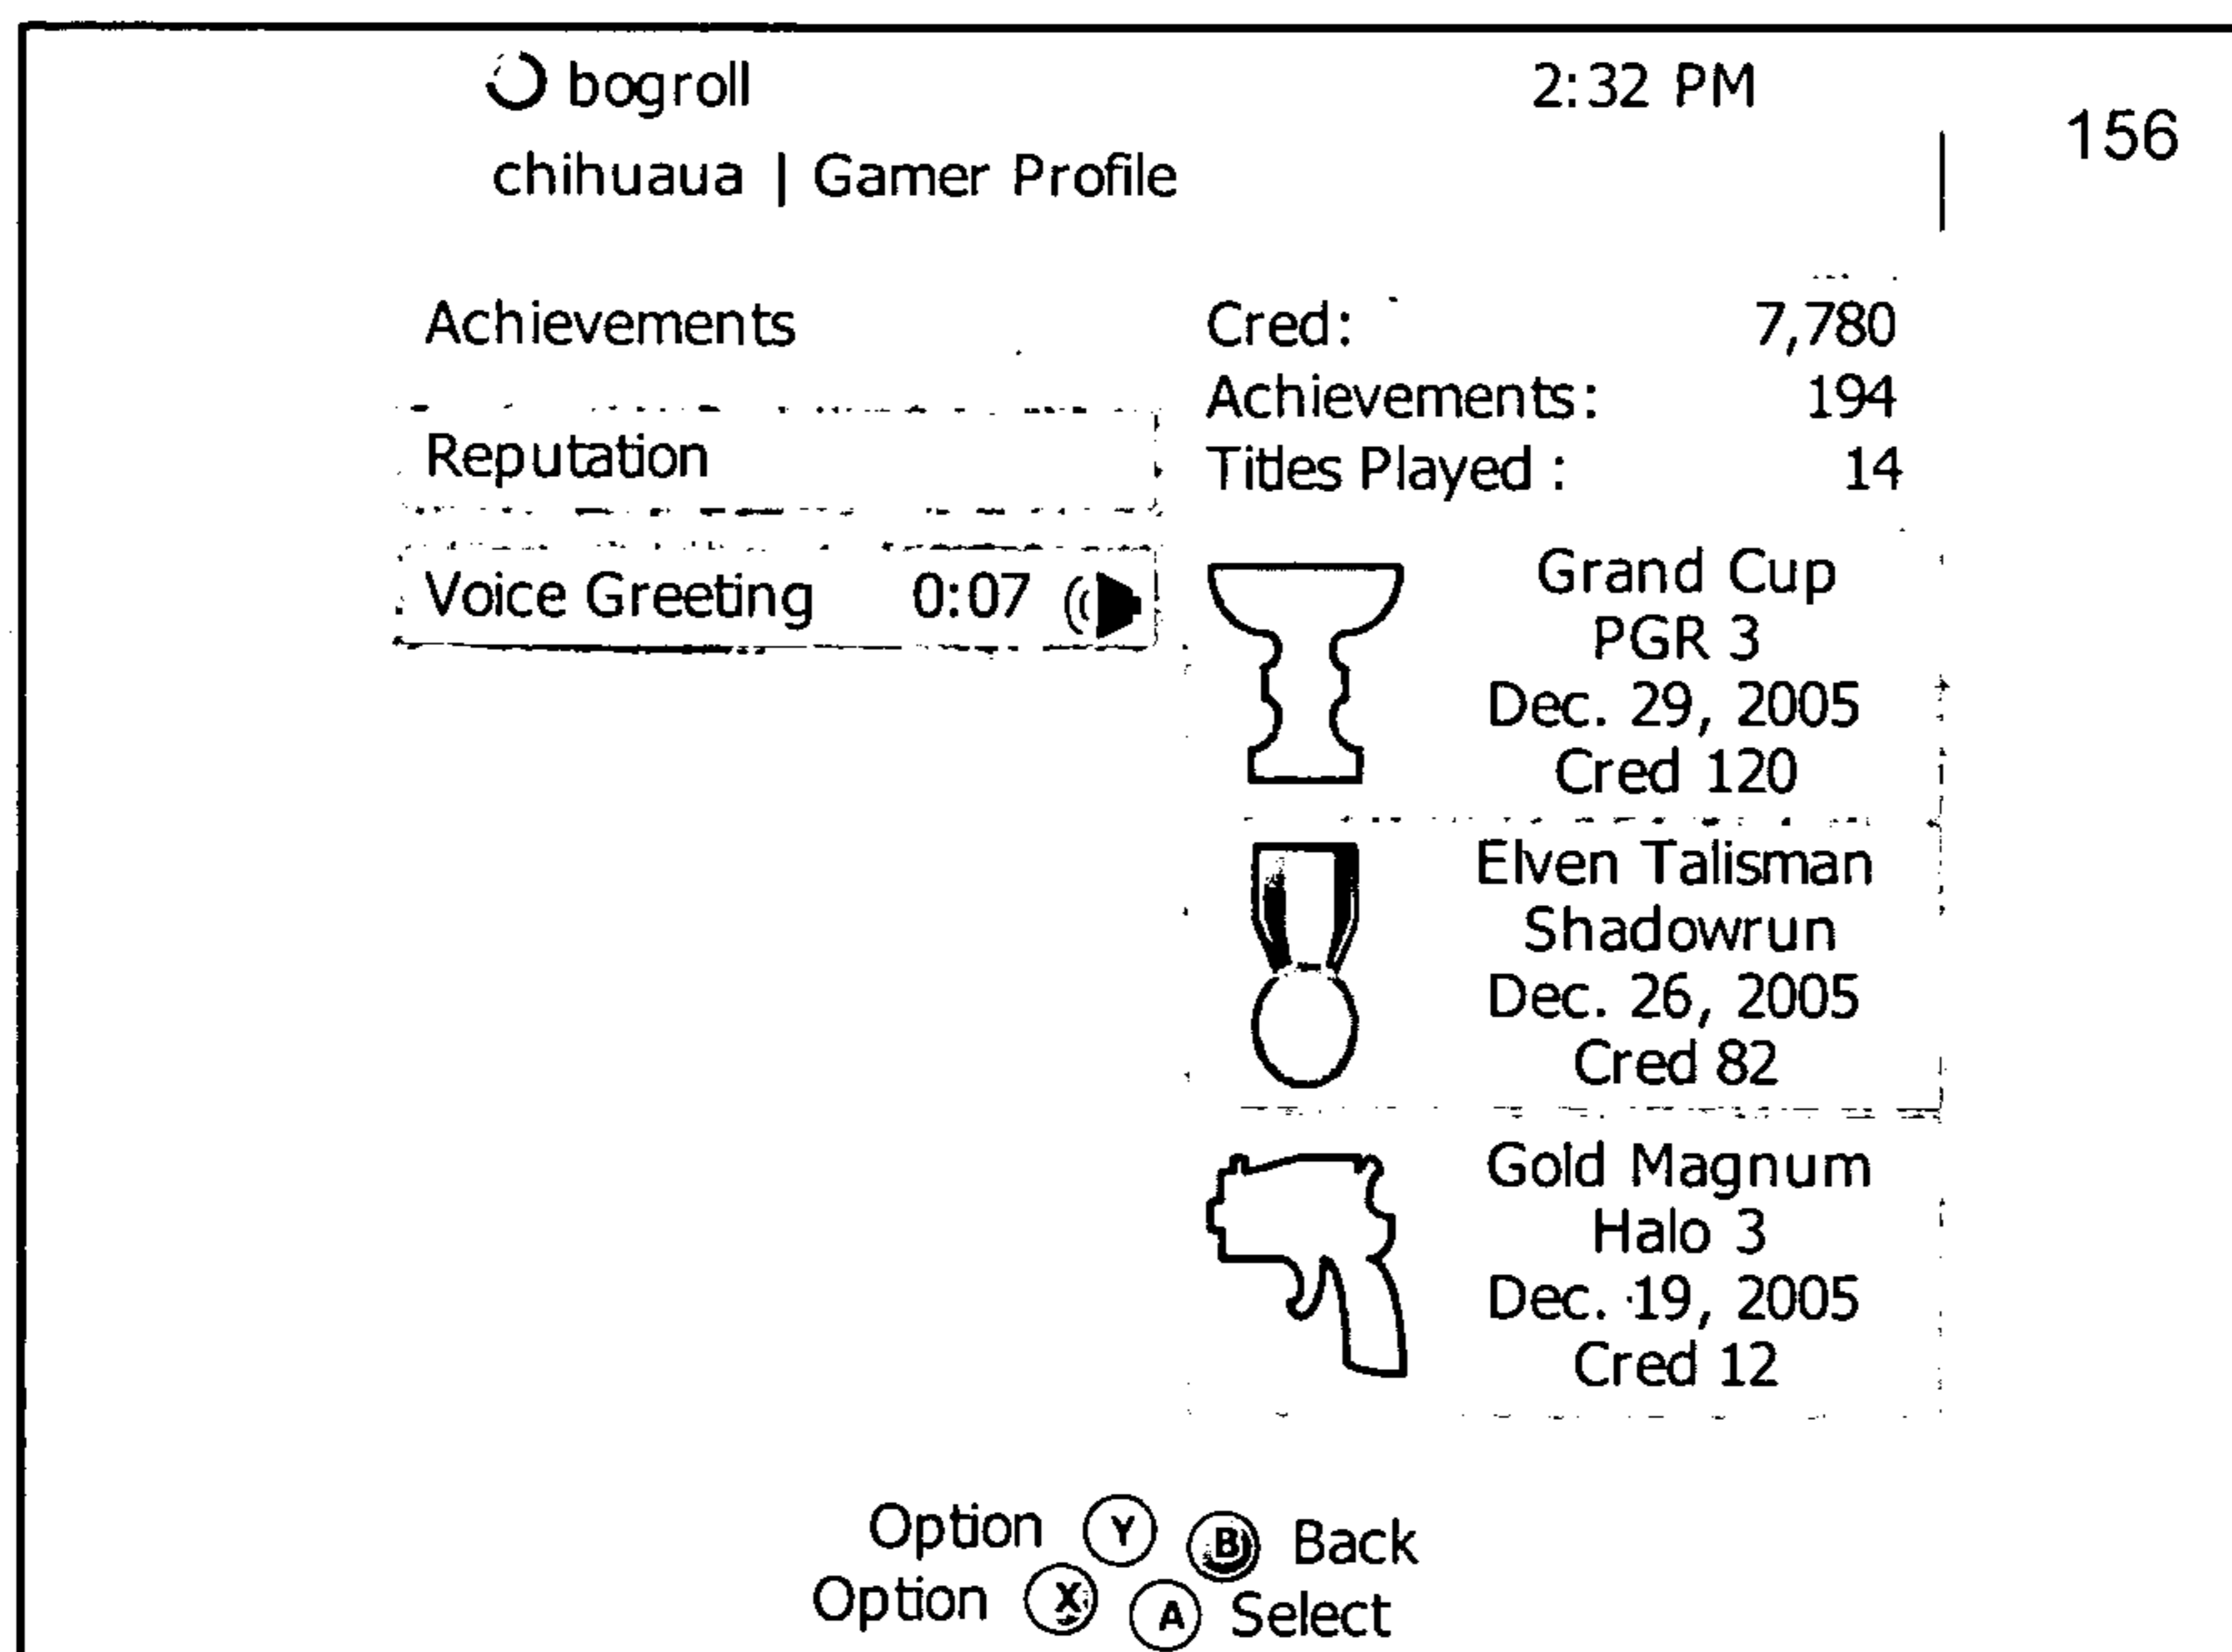 bogroll 2:32 PM
156
chihuaua | Gamer Profile
Achievements
Reputation
Voice Greeting 0:07
Cred: 7,780
Achievements: 194
Titles Played : 14
Grand Cup
PGR 3
Dec. 29, 2005
Cred 120
Elven Talisman
Shadowrun
Dec. 26, 2005
Cred 82
Gold Magnum
Halo 3
Dec. 19, 2005
Cred 12
Option Y B Back
Option X A Select